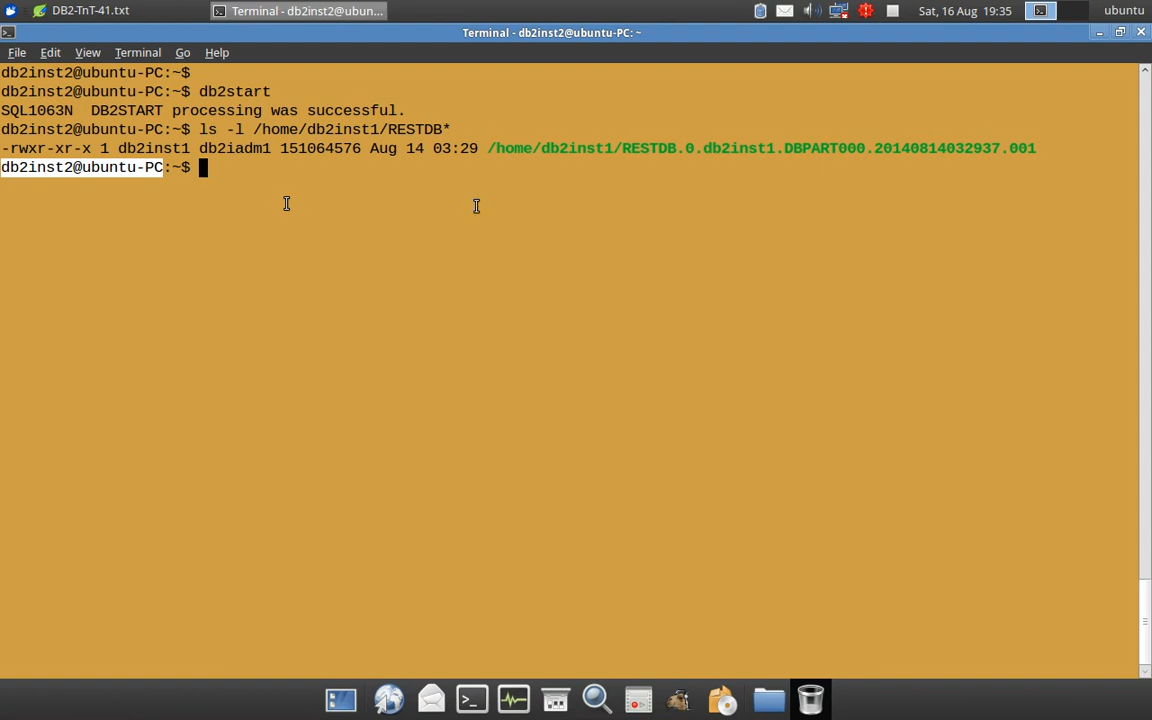 DB2-TnT-41.txt
Terminal - db2inst2@ubun...
Sat, 16 Aug 19:35
ubuntu
Terminal - db2inst2@ubuntu-PC: ~
File Edit View Terminal Go Help
db2inst2@ubuntu-PC:~$
db2inst2@ubuntu-PC:~$ db2start
SQL1063N  DB2START processing was successful.
db2inst2@ubuntu-PC:~$ ls -l /home/db2inst1/RESTDB*
-rwxr-xr-x 1 db2inst1 db2iadm1 151064576 Aug 14 03:29 /home/db2inst1/RESTDB.0.db2inst1.DBPART000.20140814032937.001
db2inst2@ubuntu-PC:~$